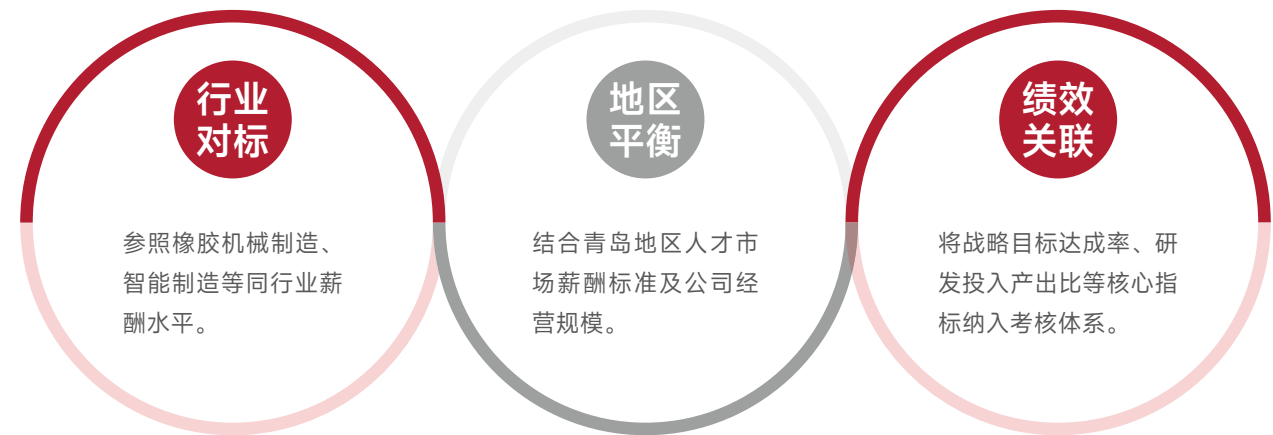 行业
对标
参照橡胶机械制造、
智能制造等同行业薪
酬水平。
地区
平衡
结合青岛地区人才市
场薪酬标准及公司经
营规模。
绩效
关联
将战略目标达成率、研
发投入产出比等核心指
标纳入考核体系。